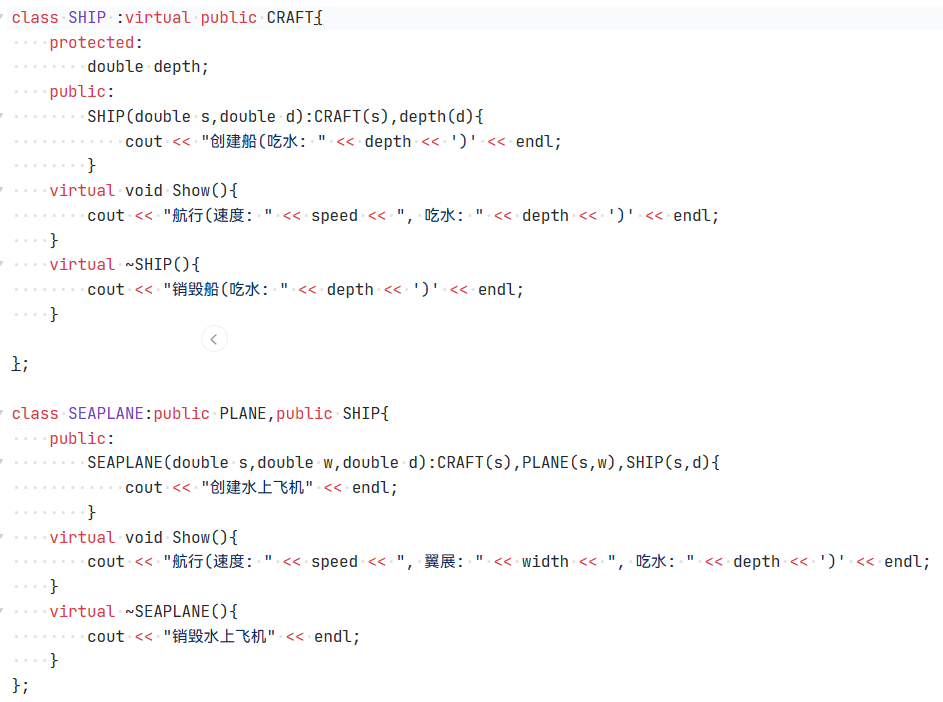 class SHIP :virtual public CRAFT{
    protected:
        double depth;
    public:
        SHIP(double s,double d):CRAFT(s),depth(d){
            cout << "创建船(吃水: " << depth << ')' << endl;
        }
    virtual void Show(){
        cout << "航行(速度: " << speed << ", 吃水: " << depth << ')' << endl;
    }
    virtual ~SHIP(){
        cout << "销毁船(吃水: " << depth << ')' << endl;
    }

};

class SEAPLANE:public PLANE,public SHIP{
    public:
        SEAPLANE(double s,double w,double d):CRAFT(s),PLANE(s,w),SHIP(s,d){
            cout << "创建水上飞机" << endl;
        }
    virtual void Show(){
        cout << "航行(速度: " << speed << ", 翼展: " << width << ", 吃水: " << depth << ')' << endl;
    }
    virtual ~SEAPLANE(){
        cout << "销毁水上飞机" << endl;
    }
};